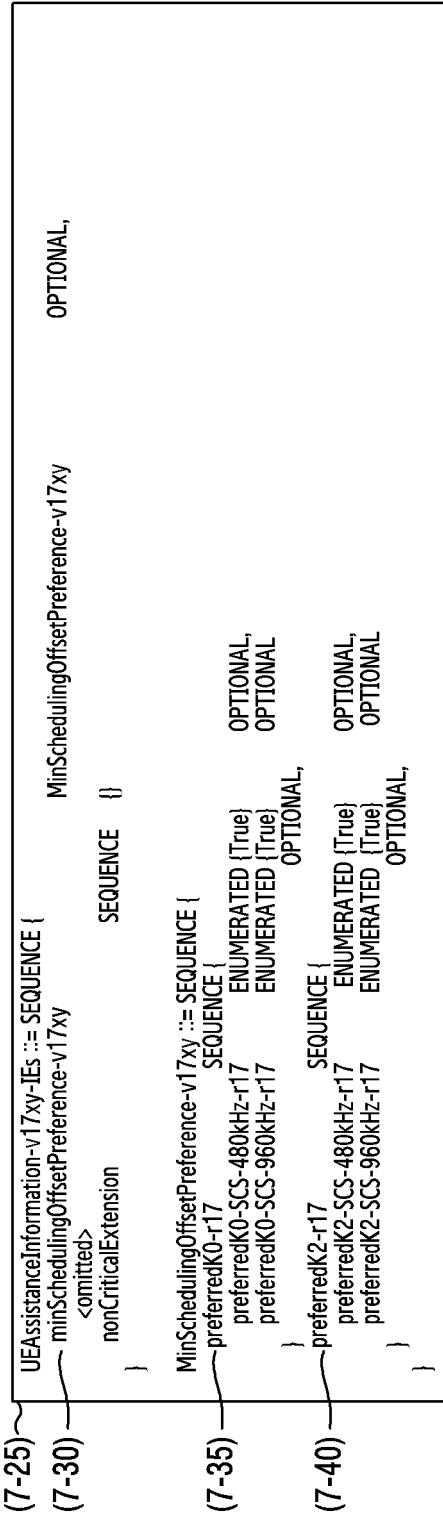 (7-25) UEAssistanceInformation-v17xy-IEs ::= SEQUENCE {
(7-30) minSchedulingOffsetPreference-v17xy MinSchedulingOffsetPreference-v17xy OPTIONAL,
<omitted>
nonCriticalExtension SEQUENCE {}
}
MinSchedulingOffsetPreference-v17xy ::= SEQUENCE {
(7-35) preferredK0-r17 SEQUENCE {
preferredK0-SCS-480kHz-r17 ENUMERATED {True} OPTIONAL,
preferredK0-SCS-960kHz-r17 ENUMERATED {True} OPTIONAL
} OPTIONAL,
(7-40) preferredK2-r17 SEQUENCE {
preferredK2-SCS-480kHz-r17 ENUMERATED {True} OPTIONAL,
preferredK2-SCS-960kHz-r17 ENUMERATED {True} OPTIONAL
} OPTIONAL,
}